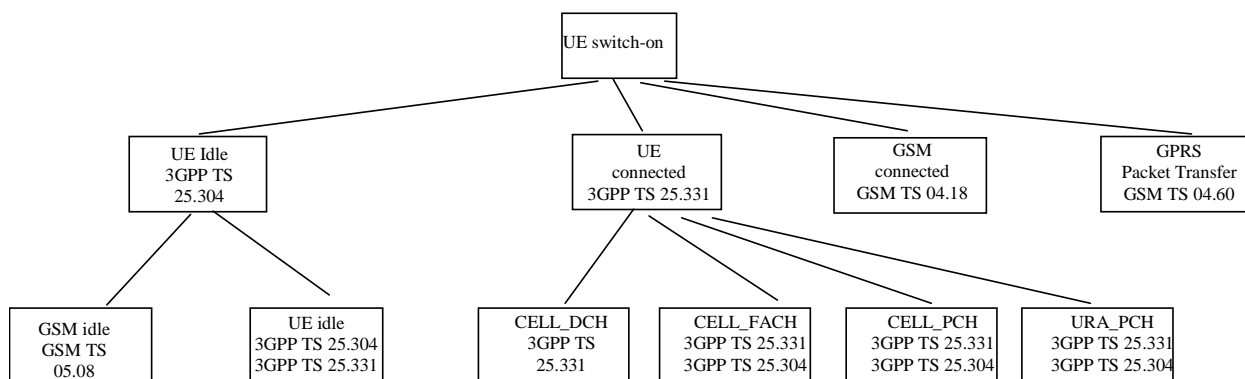 UE switch-on
UE Idle
3GPP TS
25.304
UE
connected
3GPP TS 25.331
GSM
connected
GSM TS 04.18
GPRS
Packet Transfer
GSM TS 04.60
GSM idle
GSM TS
05.08
UE idle
3GPP TS 25.304
3GPP TS 25.331
CELL_DCH
3GPP TS
25.331
CELL_FACH
3GPP TS 25.331
3GPP TS 25.304
CELL_PCH
3GPP TS 25.331
3GPP TS 25.304
URA_PCH
3GPP TS 25.331
3GPP TS 25.304